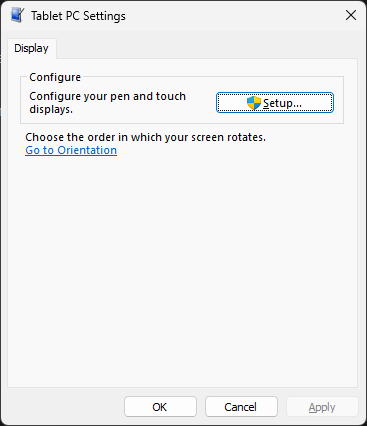 Tablet PC Settings
Display
Configure
Configure your pen and touch
displays.
Setup...
Choose the order in which your screen rotates.
Go to Orientation
OK
Cancel
Apply